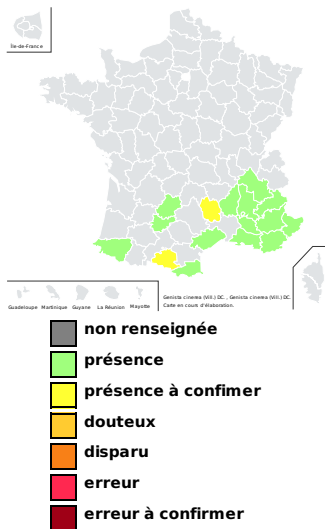 Île-de-France
Guadeloupe Martinique Guyane La Réunion Mayotte
Genista cinerea (Vill.) DC. , Genista cinerea (Vill.) DC.
Carte en cours d'élaboration.
non renseignée
présence
présence à confimer
douteux
disparu
erreur
erreur à confirmer